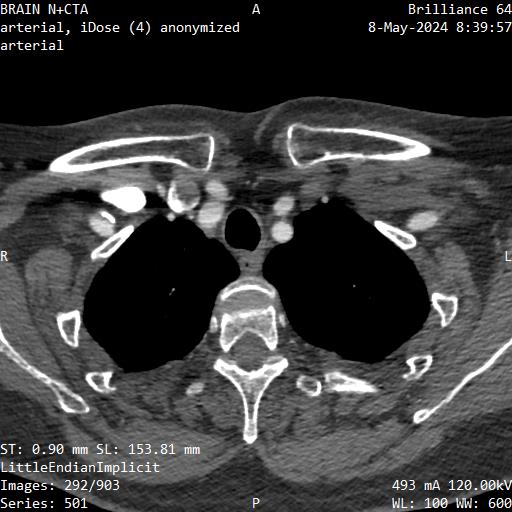 BRAIN N+CTA
A
Brilliance 64
arterial, iDose (4) anonymized
8-May-2024 8:39:57
arterial
R
L
ST: 0.90 mm SL: 153.81 mm
LittleEndianImplicit
Images: 292/903
493 mA 120.00kV
Series: 501
P
WL: 100 WW: 600